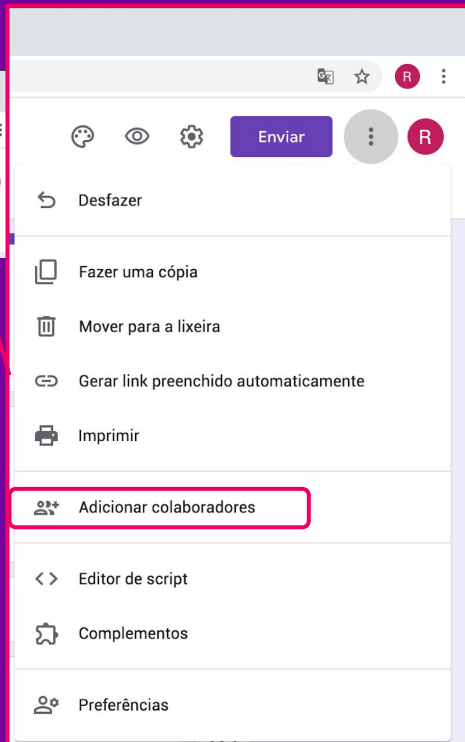 R
Enviar
R
Desfazer
Fazer uma cópia
Mover para a lixeira
Gerar link preenchido automaticamente
Imprimir
Adicionar colaboradores
Editor de script
Complementos
Preferências